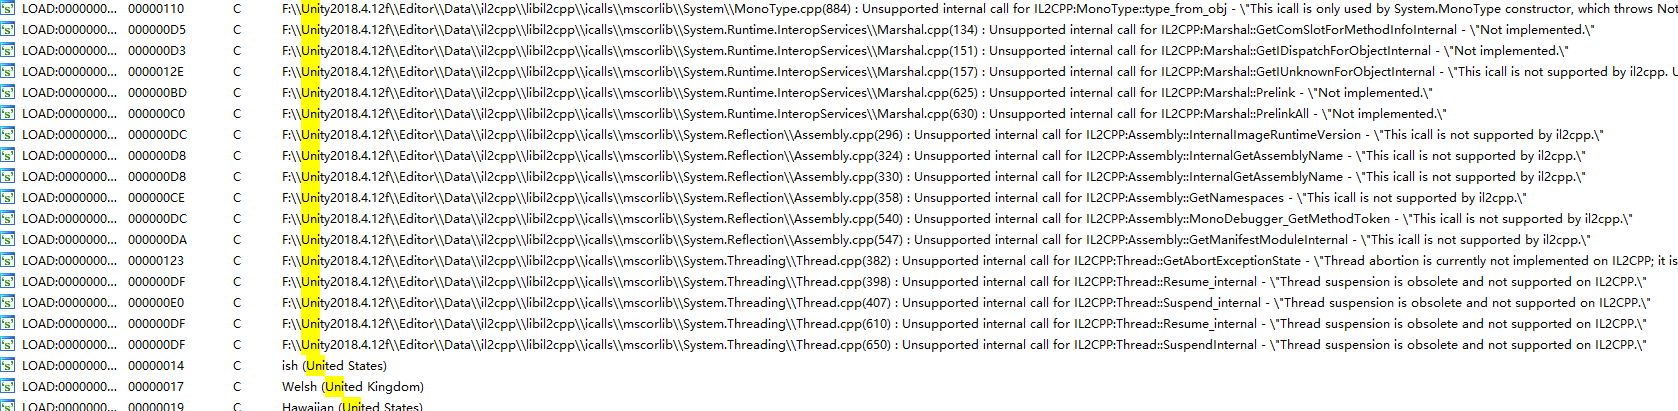 LOAD:0000000... 00000110 C F:\\Unity2018.4.12f\\Editor\\Data\\il2cpp\\libil2cpp\\icalls\\mscorlib\\System\\MonoType.cpp(884) : Unsupported internal call for IL2CPP:MonoType::type_from_obj - \"This icall is only used by System.MonoType constructor, which throws Not
LOAD:0000000... 000000D5 C F:\\Unity2018.4.12f\\Editor\\Data\\il2cpp\\libil2cpp\\icalls\\mscorlib\\System.Runtime.InteropServices\\Marshal.cpp(134) : Unsupported internal call for IL2CPP:Marshal::GetComSlotForMethodInfoInternal - \"Not implemented.\"
LOAD:0000000... 000000D3 C F:\\Unity2018.4.12f\\Editor\\Data\\il2cpp\\libil2cpp\\icalls\\mscorlib\\System.Runtime.InteropServices\\Marshal.cpp(151) : Unsupported internal call for IL2CPP:Marshal::GetIDispatchForObjectInternal - \"Not implemented.\"
LOAD:0000000... 0000012E C F:\\Unity2018.4.12f\\Editor\\Data\\il2cpp\\libil2cpp\\icalls\\mscorlib\\System.Runtime.InteropServices\\Marshal.cpp(157) : Unsupported internal call for IL2CPP:Marshal::GetIUnknownForObjectInternal - \"This icall is not supported by il2cpp. U
LOAD:0000000... 000000BD C F:\\Unity2018.4.12f\\Editor\\Data\\il2cpp\\libil2cpp\\icalls\\mscorlib\\System.Runtime.InteropServices\\Marshal.cpp(625) : Unsupported internal call for IL2CPP:Marshal::Prelink - \"Not implemented.\"
LOAD:0000000... 000000C0 C F:\\Unity2018.4.12f\\Editor\\Data\\il2cpp\\libil2cpp\\icalls\\mscorlib\\System.Runtime.InteropServices\\Marshal.cpp(630) : Unsupported internal call for IL2CPP:Marshal::PrelinkAll - \"Not implemented.\"
LOAD:0000000... 000000DC C F:\\Unity2018.4.12f\\Editor\\Data\\il2cpp\\libil2cpp\\icalls\\mscorlib\\System.Reflection\\Assembly.cpp(296) : Unsupported internal call for IL2CPP:Assembly::InternalImageRuntimeVersion - \"This icall is not supported by il2cpp.\"
LOAD:0000000... 000000D8 C F:\\Unity2018.4.12f\\Editor\\Data\\il2cpp\\libil2cpp\\icalls\\mscorlib\\System.Reflection\\Assembly.cpp(324) : Unsupported internal call for IL2CPP:Assembly::InternalGetAssemblyName - \"This icall is not supported by il2cpp.\"
LOAD:0000000... 000000D8 C F:\\Unity2018.4.12f\\Editor\\Data\\il2cpp\\libil2cpp\\icalls\\mscorlib\\System.Reflection\\Assembly.cpp(330) : Unsupported internal call for IL2CPP:Assembly::InternalGetAssemblyName - \"This icall is not supported by il2cpp.\"
LOAD:0000000... 000000CE C F:\\Unity2018.4.12f\\Editor\\Data\\il2cpp\\libil2cpp\\icalls\\mscorlib\\System.Reflection\\Assembly.cpp(358) : Unsupported internal call for IL2CPP:Assembly::GetNamespaces - \"This icall is not supported by il2cpp.\"
LOAD:0000000... 000000DC C F:\\Unity2018.4.12f\\Editor\\Data\\il2cpp\\libil2cpp\\icalls\\mscorlib\\System.Reflection\\Assembly.cpp(540) : Unsupported internal call for IL2CPP:Assembly::MonoDebugger_GetMethodToken - \"This icall is not supported by il2cpp.\"
LOAD:0000000... 000000DA C F:\\Unity2018.4.12f\\Editor\\Data\\il2cpp\\libil2cpp\\icalls\\mscorlib\\System.Reflection\\Assembly.cpp(547) : Unsupported internal call for IL2CPP:Assembly::GetManifestModuleInternal - \"This icall is not supported by il2cpp.\"
LOAD:0000000... 00000123 C F:\\Unity2018.4.12f\\Editor\\Data\\il2cpp\\libil2cpp\\icalls\\mscorlib\\System.Threading\\Thread.cpp(382) : Unsupported internal call for IL2CPP:Thread::GetAbortExceptionState - \"Thread abortion is currently not implemented on IL2CPP; it is
LOAD:0000000... 000000DF C F:\\Unity2018.4.12f\\Editor\\Data\\il2cpp\\libil2cpp\\icalls\\mscorlib\\System.Threading\\Thread.cpp(398) : Unsupported internal call for IL2CPP:Thread::Resume_internal - \"Thread suspension is obsolete and not supported on IL2CPP.\"
LOAD:0000000... 000000E0 C F:\\Unity2018.4.12f\\Editor\\Data\\il2cpp\\libil2cpp\\icalls\\mscorlib\\System.Threading\\Thread.cpp(407) : Unsupported internal call for IL2CPP:Thread::Suspend_internal - \"Thread suspension is obsolete and not supported on IL2CPP.\"
LOAD:0000000... 000000DF C F:\\Unity2018.4.12f\\Editor\\Data\\il2cpp\\libil2cpp\\icalls\\mscorlib\\System.Threading\\Thread.cpp(610) : Unsupported internal call for IL2CPP:Thread::Resume_internal - \"Thread suspension is obsolete and not supported on IL2CPP.\"
LOAD:0000000... 000000DF C F:\\Unity2018.4.12f\\Editor\\Data\\il2cpp\\libil2cpp\\icalls\\mscorlib\\System.Threading\\Thread.cpp(650) : Unsupported internal call for IL2CPP:Thread::SuspendInternal - \"Thread suspension is obsolete and not supported on IL2CPP.\"
LOAD:0000000... 00000014 C ish (United States)
LOAD:0000000... 00000017 C Welsh (United Kingdom)
LOAD:0000000... 00000019 C Hawaiian (United States)